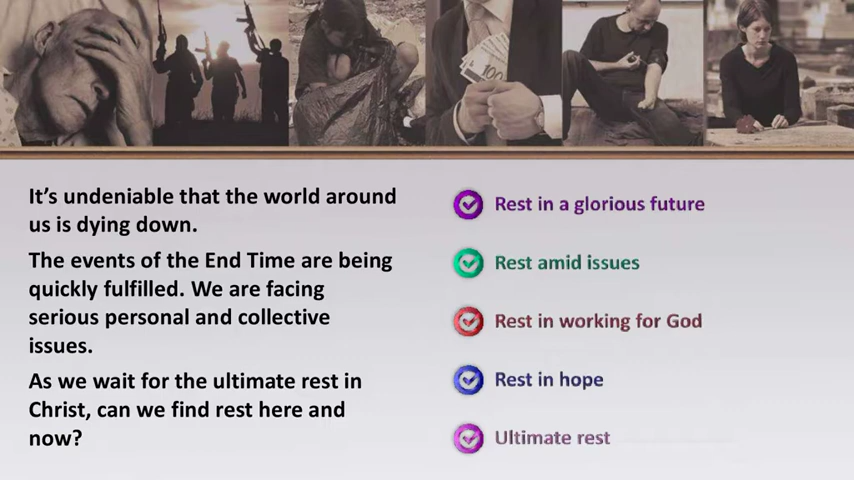 100
It’s undeniable that the world around
us is dying down.
The events of the End Time are being
quickly fulfilled. We are facing
serious personal and collective
issues.
As we wait for the ultimate rest in
Christ, can we find rest here and
now?
Rest in a glorious future
Rest amid issues
Rest in working for God
Rest in hope
Ultimate rest